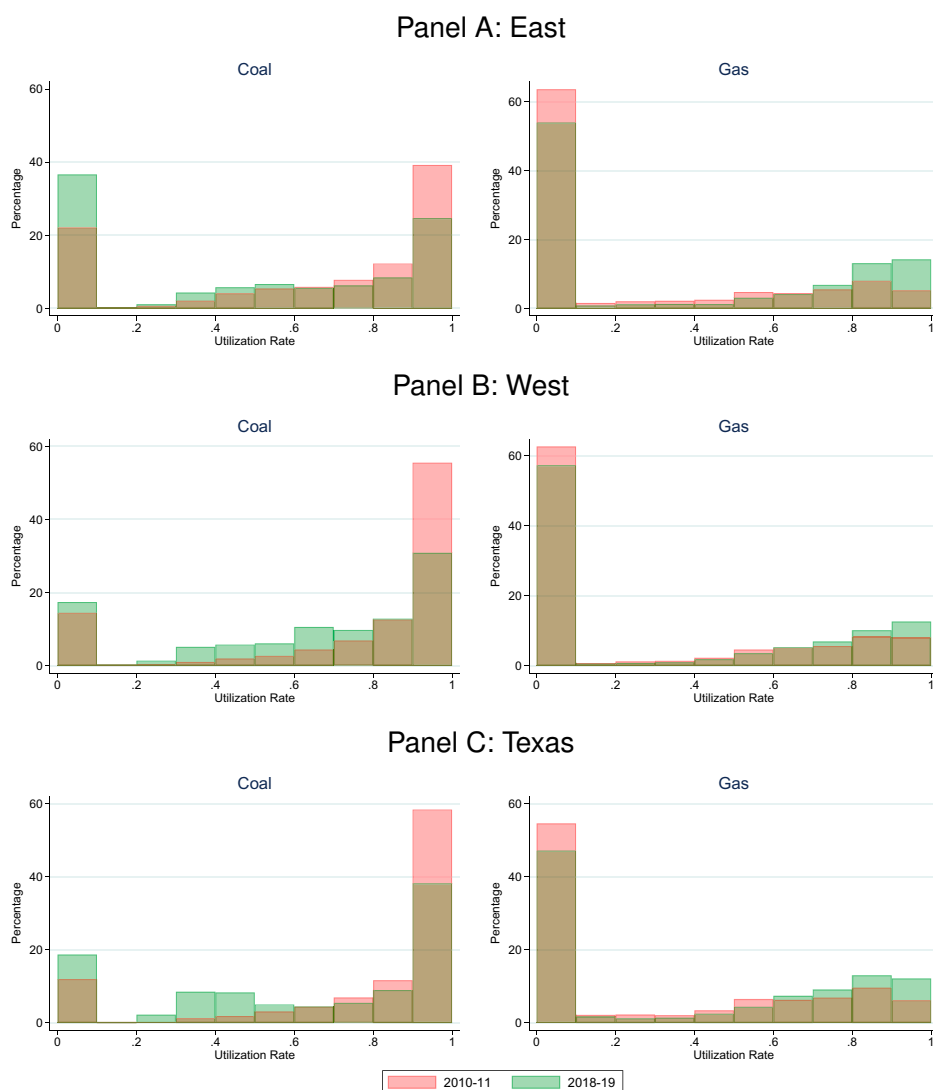 Panel A: East
Coal
Gas
Percentage
60
40
20
0
0 .2 .4 .6 .8 1
Utilization Rate
Percentage
60
40
20
0
0 .2 .4 .6 .8 1
Utilization Rate
Panel B: West
Coal
Gas
Percentage
60
40
20
0
0 .2 .4 .6 .8 1
Utilization Rate
Percentage
60
40
20
0
0 .2 .4 .6 .8 1
Utilization Rate
Panel C: Texas
Coal
Gas
Percentage
60
40
20
0
0 .2 .4 .6 .8 1
Utilization Rate
Percentage
60
40
20
0
0 .2 .4 .6 .8 1
Utilization Rate
2010-11 2018-19